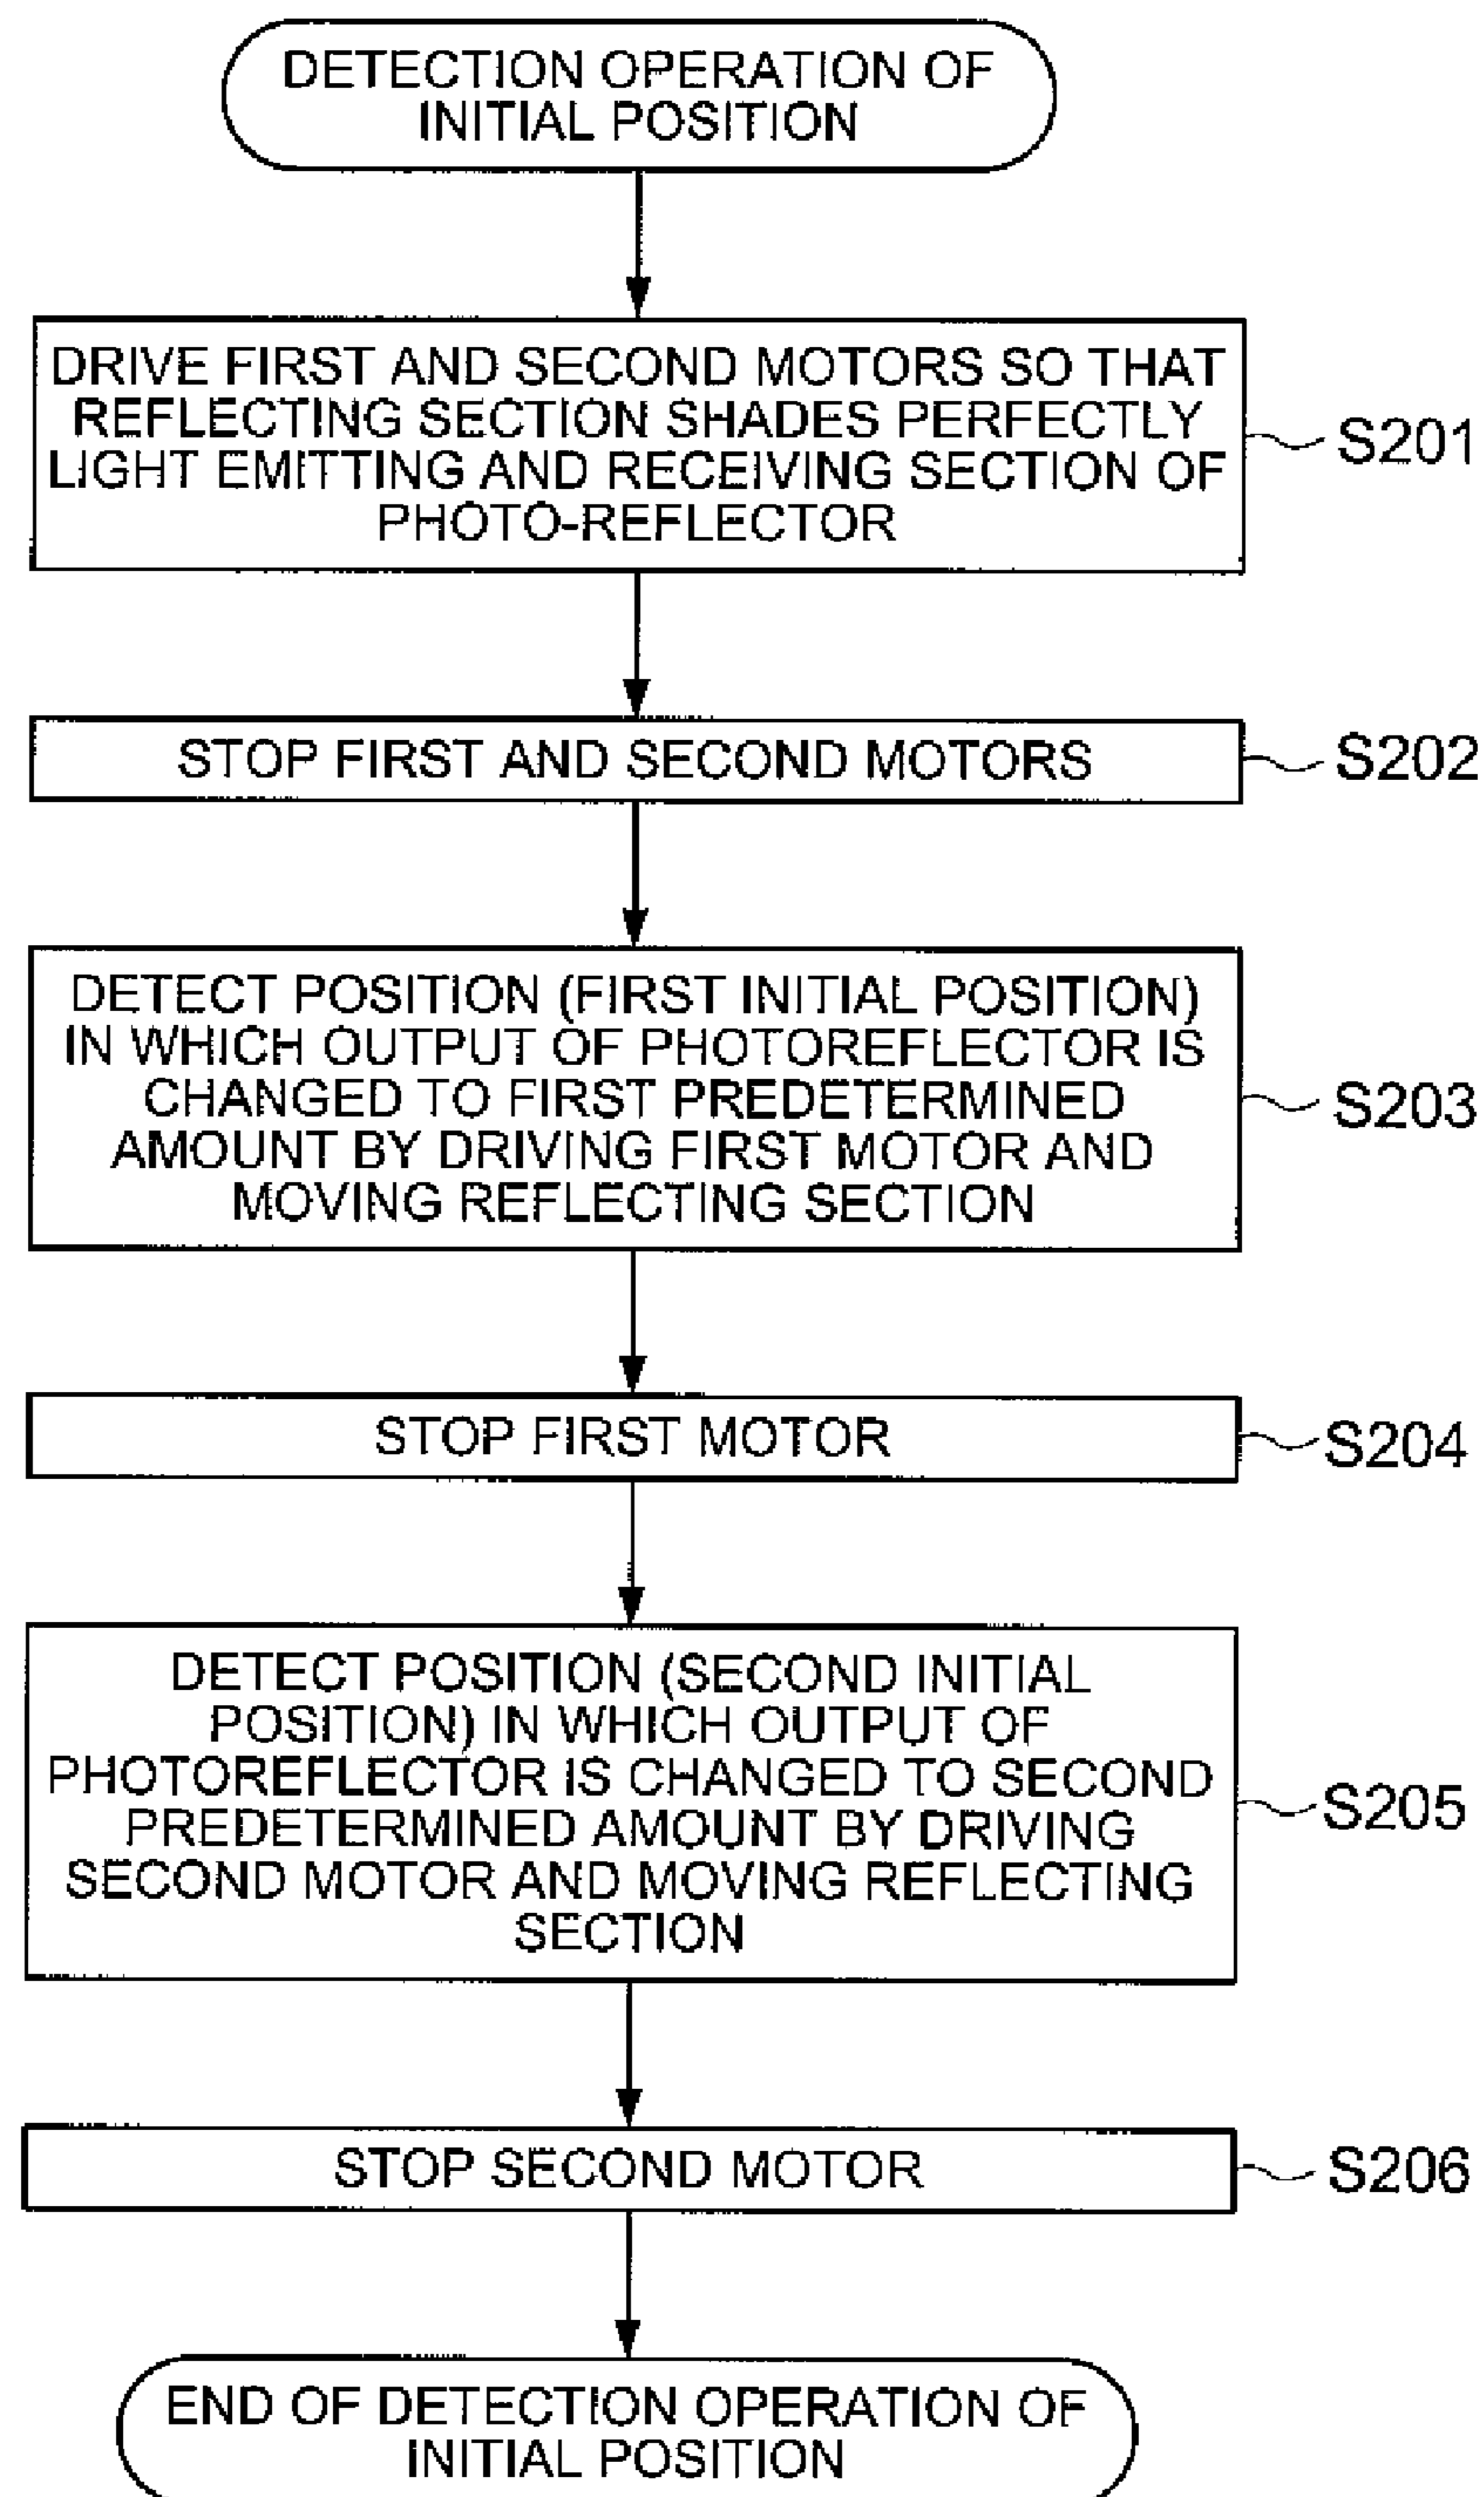 DETECTION OPERATION OF
INITIAL POSITION
DRIVE FIRST AND SECOND MOTORS SO THAT
REFLECTING SECTION SHADES PERFECTLY
LIGHT EMITTING AND RECEIVING SECTION OF
PHOTO-REFLECTOR
S201
STOP FIRST AND SECOND MOTORS
S202
DETECT POSITION (FIRST INITIAL POSITION)
IN WHICH OUTPUT OF PHOTOREFLECTOR IS
CHANGED TO FIRST PREDETERMINED
AMOUNT BY DRIVING FIRST MOTOR AND
MOVING REFLECTING SECTION
S203
STOP FIRST MOTOR
S204
DETECT POSITION (SECOND INITIAL
POSITION) IN WHICH OUTPUT OF
PHOTOREFLECTOR IS CHANGED TO SECOND
PREDETERMINED AMOUNT BY DRIVING
SECOND MOTOR AND MOVING REFLECTING
SECTION
S205
STOP SECOND MOTOR
S206
END OF DETECTION OPERATION OF
INITIAL POSITION